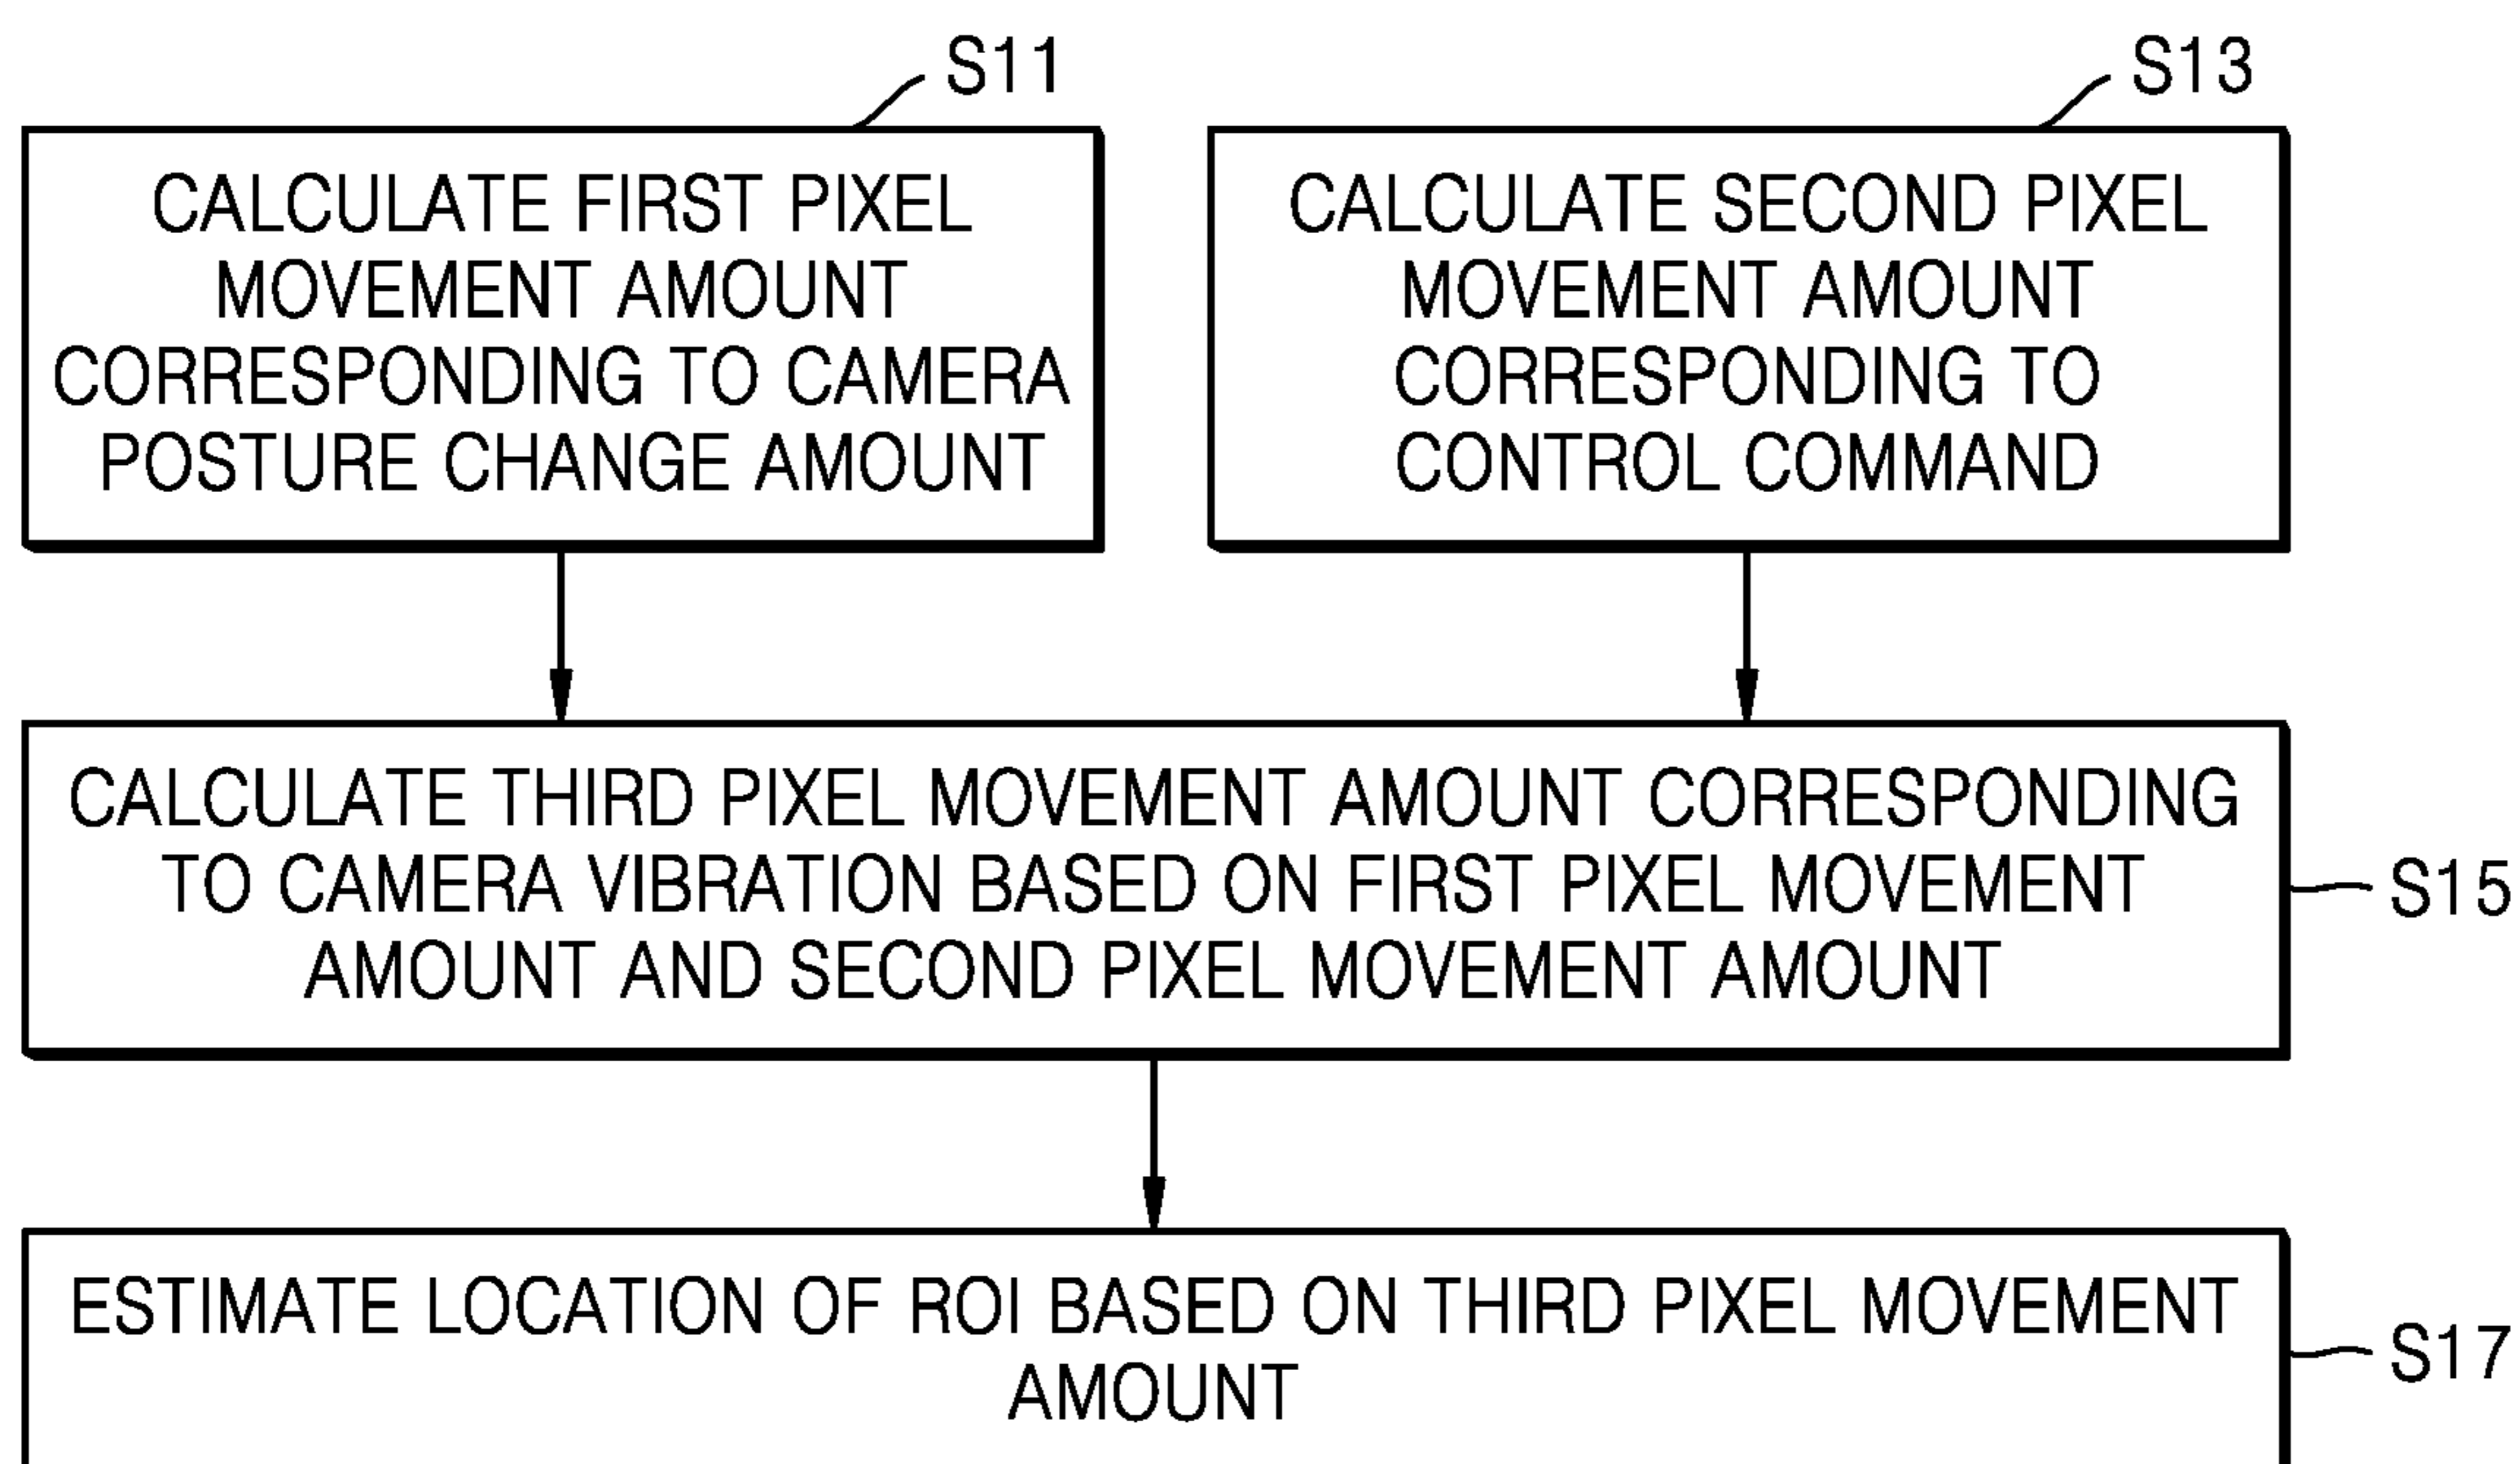 S11
CALCULATE FIRST PIXEL
MOVEMENT AMOUNT
CORRESPONDING TO CAMERA
POSTURE CHANGE AMOUNT
S13
CALCULATE SECOND PIXEL
MOVEMENT AMOUNT
CORRESPONDING TO
CONTROL COMMAND
CALCULATE THIRD PIXEL MOVEMENT AMOUNT CORRESPONDING
TO CAMERA VIBRATION BASED ON FIRST PIXEL MOVEMENT
AMOUNT AND SECOND PIXEL MOVEMENT AMOUNT
S15
ESTIMATE LOCATION OF ROI BASED ON THIRD PIXEL MOVEMENT
AMOUNT
S17